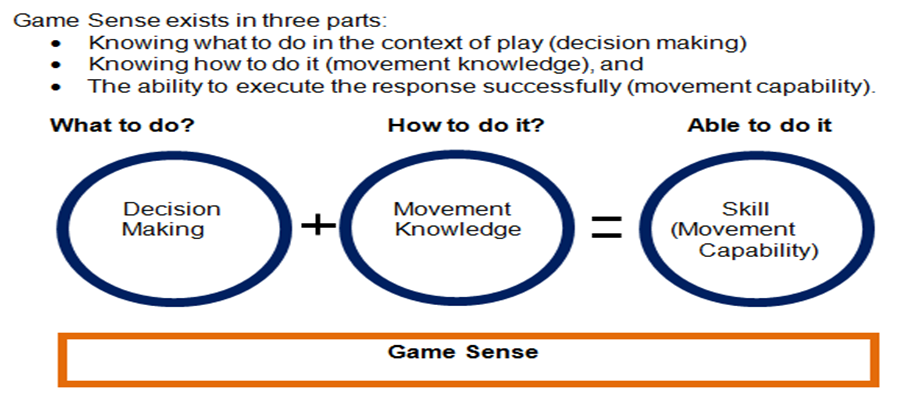 Game Sense exists in three parts:
• Knowing what to do in the context of play (decision making)
• Knowing how to do it (movement knowledge), and
• The ability to execute the response successfully (movement capability).
What to do? How to do it? Able to do it
Decision
Making
+
Movement
Knowledge
=
Skill
(Movement
Capability)
Game Sense